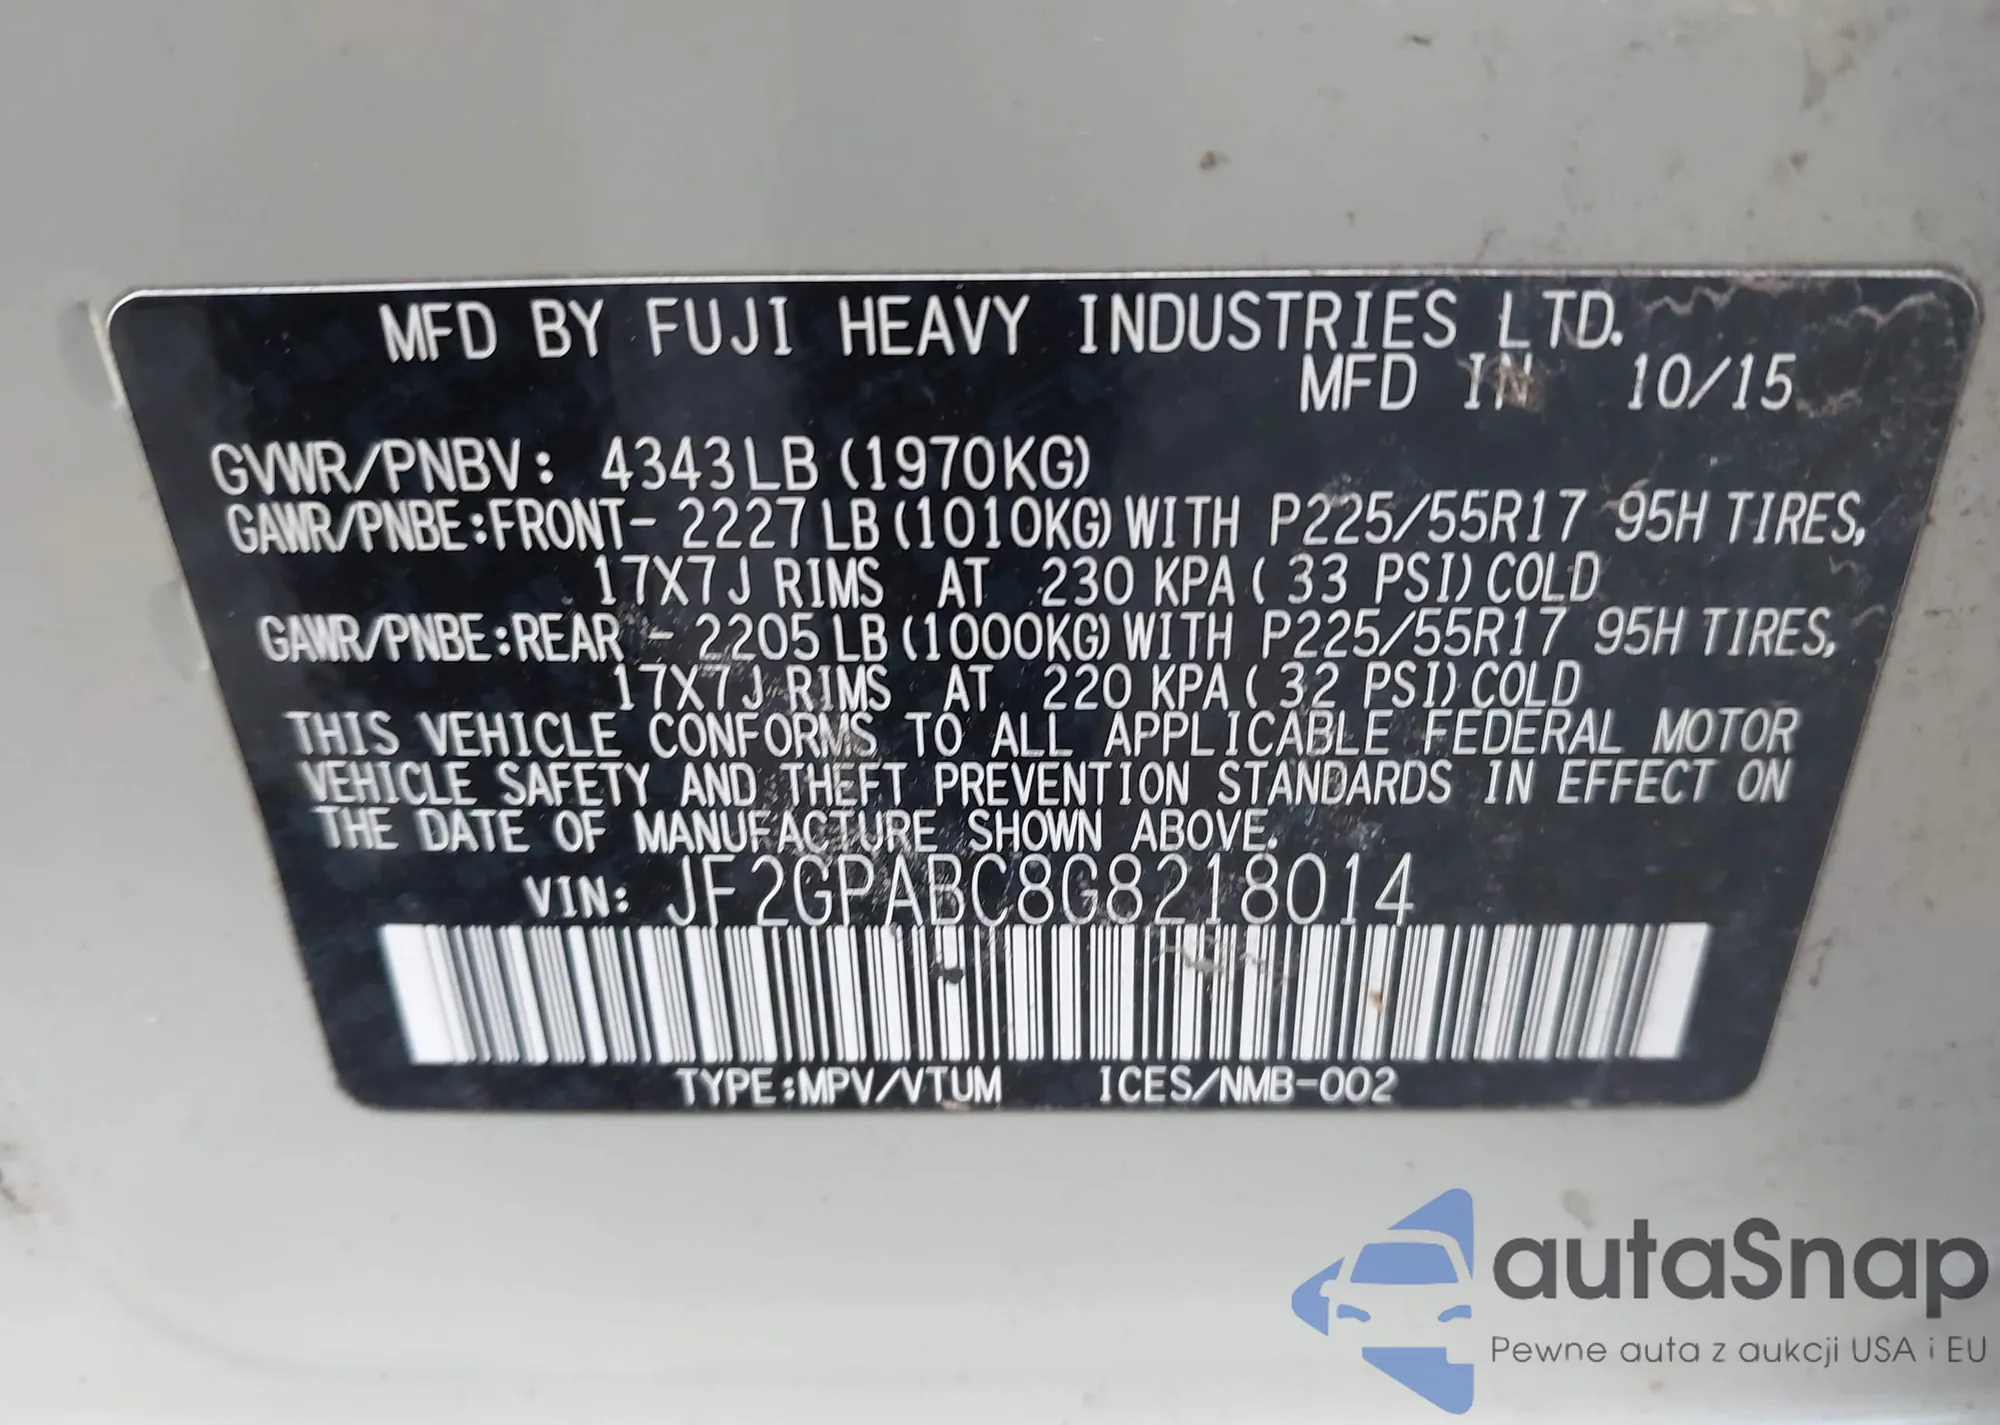 MFD BY FUJI HEAVY INDUSTRIES LTD.
MFD IN 10/15
GVWR/PNBV: 4343LB (1970KG)
GAWR/PNBE:FRONT- 2227LB (1010KG) WITH P225/55R17 95H TIRES,
17X7J RIMS AT 230 KPA ( 33 PSI) COLD
GAWR/PNBE:REAR - 2205LB (1000KG) WITH P225/55R17 95H TIRES,
17X7J RIMS AT 220 KPA ( 32 PSI) COLD
THIS VEHICLE CONFORMS TO ALL APPLICABLE FEDERAL MOTOR
VEHICLE SAFETY AND THEFT PREVENTION STANDARDS IN EFFECT ON
THE DATE OF MANUFACTURE SHOWN ABOVE.
VIN: JF2GPABC8G8218014
TYPE:MPV/VTUM ICES/NMB-002
autaSnap
Pewne auta z aukcji USA i EU